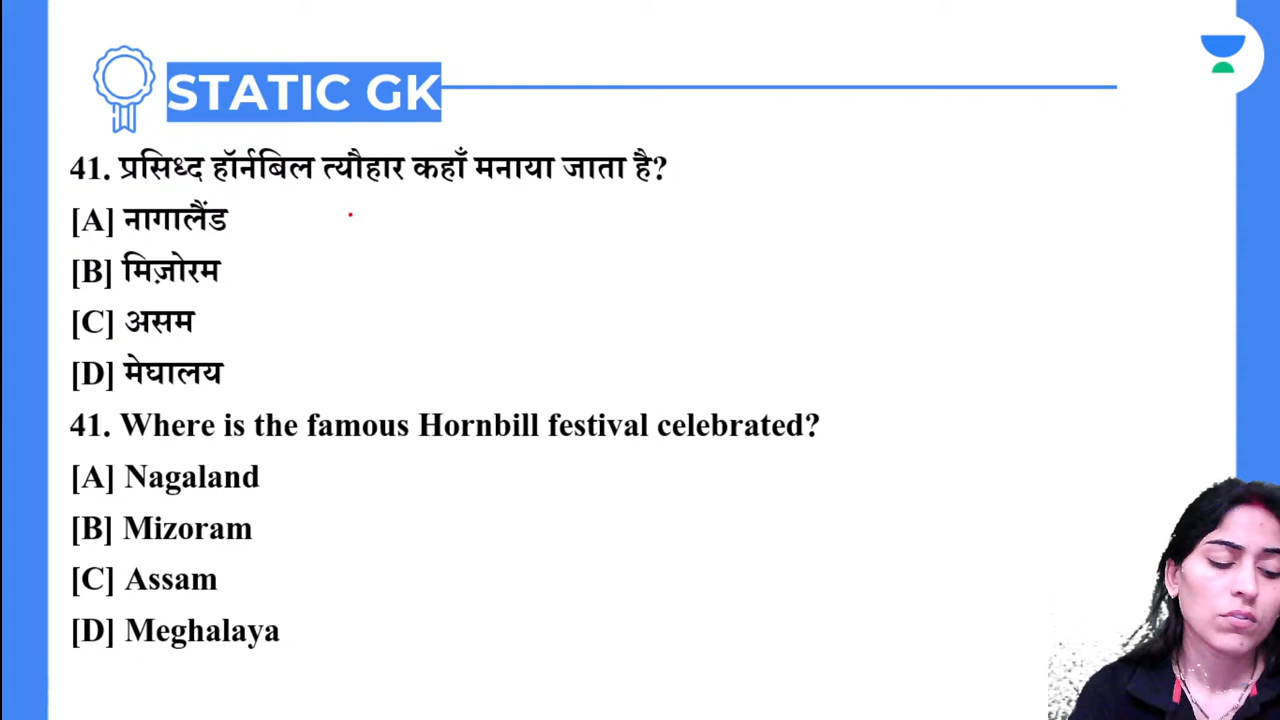 STATIC GK
41. प्रसिध्द हॉर्नबिल त्यौहार कहाँ मनाया जाता है?
[A] नागालैंड
[B] मिज़ोरम
[C] असम
[D] मेघालय
41. Where is the famous Hornbill festival celebrated?
[A] Nagaland
[B] Mizoram
[C] Assam
[D] Meghalaya